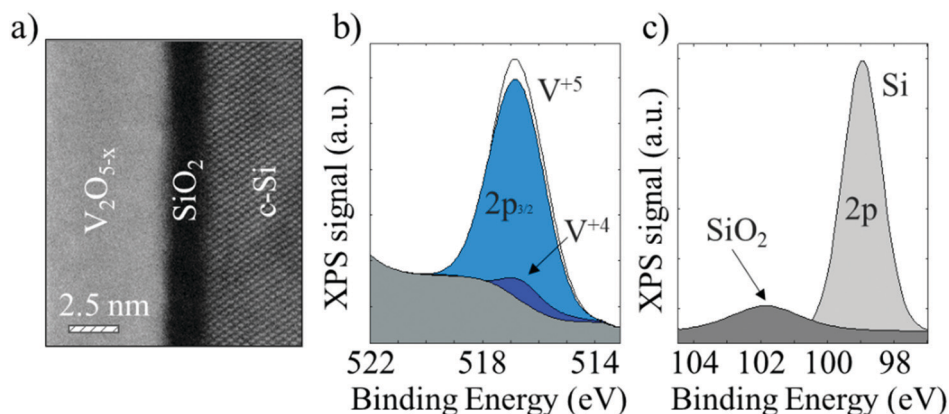 a)
V₂O₅₋ₓ
SiO₂
c-Si
2.5 nm
b)
XPS signal (a.u.)
V⁺⁵
2p₃/₂
V⁺⁴
522 518 514
Binding Energy (eV)
c)
XPS signal (a.u.)
Si
2p
SiO₂
104 102 100 98
Binding Energy (eV)